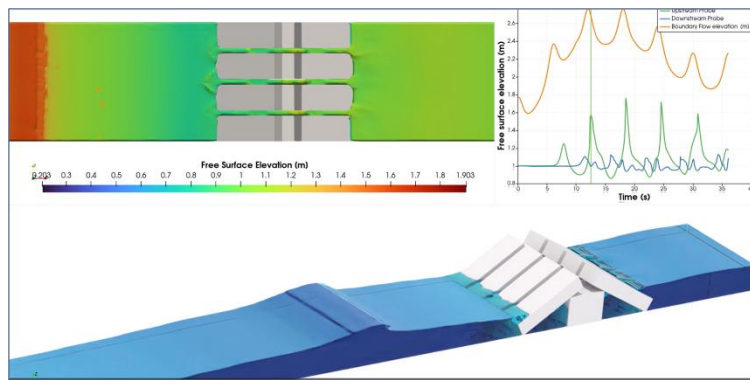 Free Surface Elevation (m)
0.203 0.3 0.4 0.5 0.6 0.7 0.8 0.9 1 1.1 1.2 1.3 1.4 1.5 1.6 1.7 1.8 1.903
Upstream Probe
Downstream Probe
Boundary Flow elevation (m)
Free surface elevation (m)
2.6
2.4
2.2
2
1.8
1.6
1.4
1.2
1
0.8
0 5 10 15 20 25 30 35 40
Time (s)